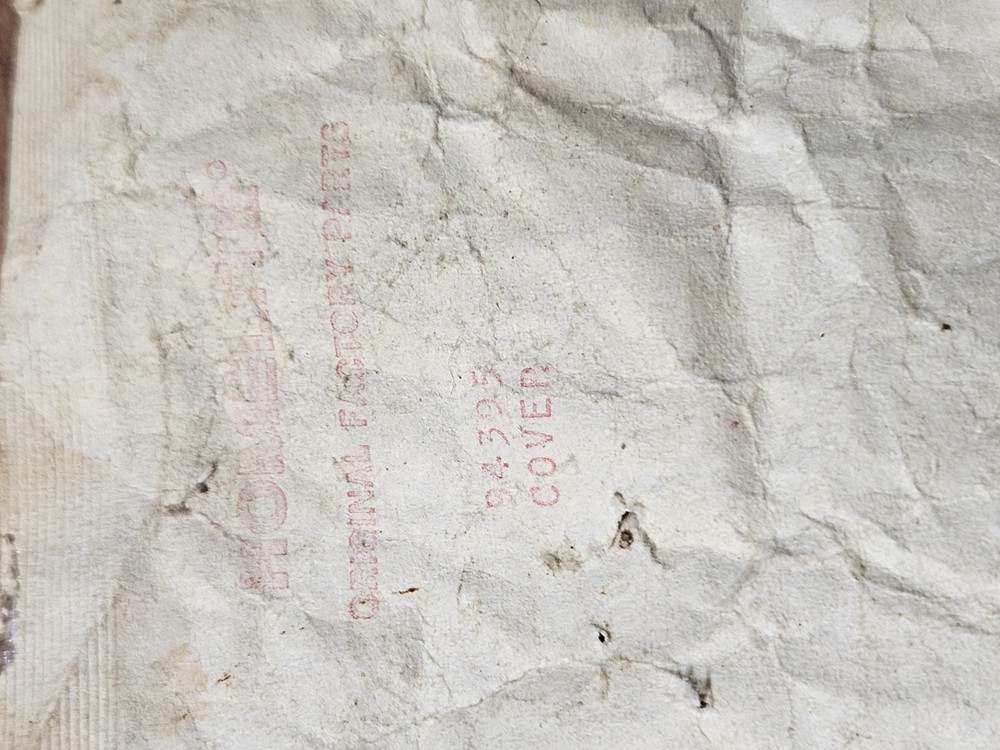 HOMELITE®
ORIGINAL FACTORY PARTS
94395
COVER